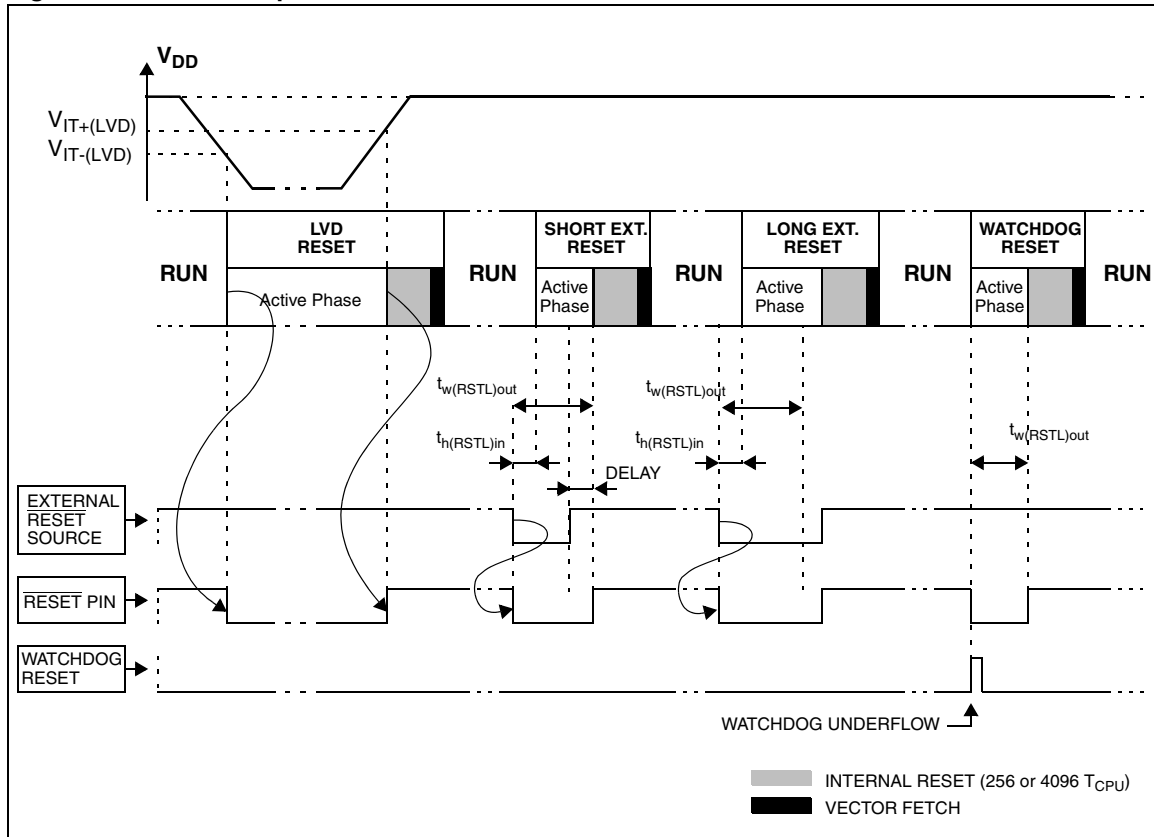 VDD
VIT+(LVD)
VIT-(LVD)
LVD
RESET
SHORT EXT.
RESET
LONG EXT.
RESET
WATCHDOG
RESET
RUN
RUN
RUN
RUN
RUN
Active Phase
Active
Phase
Active
Phase
Active
Phase
tw(RSTL)out
tw(RSTL)out
tw(RSTL)out
th(RSTL)in
th(RSTL)in
DELAY
EXTERNAL
RESET
SOURCE
RESET PIN
WATCHDOG
RESET
WATCHDOG UNDERFLOW
INTERNAL RESET (256 or 4096 TCPU)
VECTOR FETCH